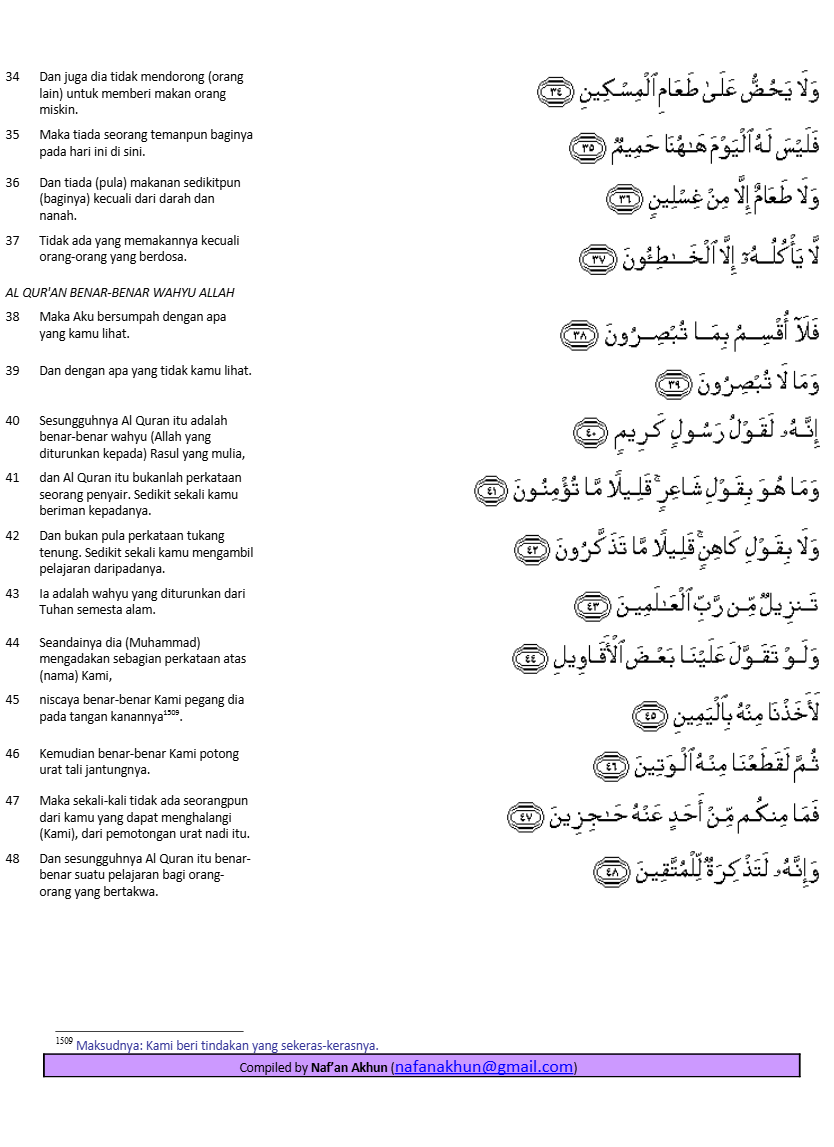 34 Dan juga dia tidak mendorong (orang
lain) untuk memberi makan orang
miskin.
وَلَا يَحُضُّ عَلَىٰ طَعَامِ ٱلْمِسْكِينِ ٣٤
35 Maka tiada seorang temanpun baginya
pada hari ini di sini.
فَلَيْسَ لَهُ ٱلْيَوْمَ هَٰهُنَا حَمِيمٌ ٣٥
36 Dan tiada (pula) makanan sedikitpun
(baginya) kecuali dari darah dan
nanah.
وَلَا طَعَامٌ إِلَّا مِنْ غِسْلِينٍ ٣٦
37 Tidak ada yang memakannya kecuali
orang-orang yang berdosa.
لَّا يَأْكُلُهُۥٓ إِلَّا ٱلْخَٰطِـُٔونَ ٣٧
AL QUR'AN BENAR-BENAR WAHYU ALLAH
38 Maka Aku bersumpah dengan apa
yang kamu lihat.
فَلَآ أُقْسِمُ بِمَا تُبْصِرُونَ ٣٨
39 Dan dengan apa yang tidak kamu lihat.
وَمَا لَا تُبْصِرُونَ ٣٩
40 Sesungguhnya Al Quran itu adalah
benar-benar wahyu (Allah yang
diturunkan kepada) Rasul yang mulia,
إِنَّهُۥ لَقَوْلُ رَسُولٍ كَرِيمٍ ٤٠
41 dan Al Quran itu bukanlah perkataan
seorang penyair. Sedikit sekali kamu
beriman kepadanya.
وَمَا هُوَ بِقَوْلِ شَاعِرٍ ۚ قَلِيلًا مَّا تُؤْمِنُونَ ٤١
42 Dan bukan pula perkataan tukang
tenung. Sedikit sekali kamu mengambil
pelajaran daripadanya.
وَلَا بِقَوْلِ كَاهِنٍ ۚ قَلِيلًا مَّا تَذَكَّرُونَ ٤٢
43 Ia adalah wahyu yang diturunkan dari
Tuhan semesta alam.
تَنزِيلٌ مِّن رَّبِّ ٱلْعَٰلَمِينَ ٤٣
44 Seandainya dia (Muhammad)
mengadakan sebagian perkataan atas
(nama) Kami,
وَلَوْ تَقَوَّلَ عَلَيْنَا بَعْضَ ٱلْأَقَاوِيلِ ٤٤
45 niscaya benar-benar Kami pegang dia
pada tangan kanannya1509.
لَأَخَذْنَا مِنْهُ بِٱلْيَمِينِ ٤٥
46 Kemudian benar-benar Kami potong
urat tali jantungnya.
ثُمَّ لَقَطَعْنَا مِنْهُ ٱلْوَتِينَ ٤٦
47 Maka sekali-kali tidak ada seorangpun
dari kamu yang dapat menghalangi
(Kami), dari pemotongan urat nadi itu.
فَمَا مِنكُم مِّنْ أَحَدٍ عَنْهُ حَٰجِزِينَ ٤٧
48 Dan sesungguhnya Al Quran itu benar-
benar suatu pelajaran bagi orang-
orang yang bertakwa.
وَإِنَّهُۥ لَتَذْكِرَةٌ لِّلْمُتَّقِينَ ٤٨
1509 Maksudnya: Kami beri tindakan yang sekeras-kerasnya.
Compiled by Naf’an Akhun (nafanakhun@gmail.com)